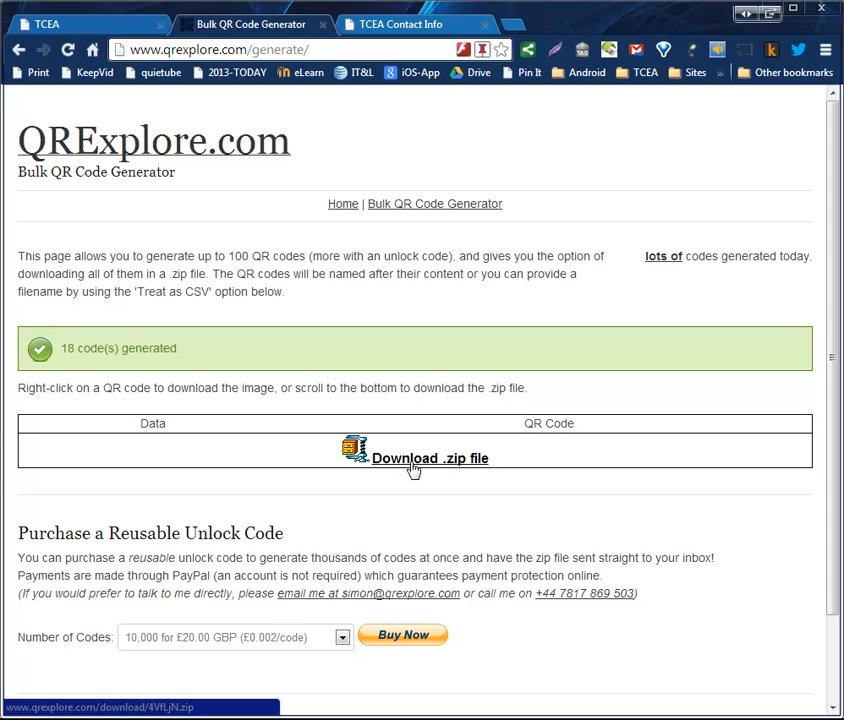 TCEA
Bulk QR Code Generator
TCEA Contact Info
www.qrexplore.com/generate/
Print
KeepVid
quietube
2013-TODAY
eLearn
IT&L
iOS-App
Drive
Pin It
Android
TCEA
Sites
»
Other bookmarks
QRExplore.com
Bulk QR Code Generator
Home | Bulk QR Code Generator
This page allows you to generate up to 100 QR codes (more with an unlock code), and gives you the option of
downloading all of them in a .zip file. The QR codes will be named after their content or you can provide a
filename by using the 'Treat as CSV' option below.
lots of codes generated today.
18 code(s) generated.
Right-click on a QR code to download the image, or scroll to the bottom to download the .zip file.
Data QR Code
Download .zip file
Purchase a Reusable Unlock Code
You can purchase a reusable unlock code to generate thousands of codes at once and have the zip file sent straight to your inbox!
Payments are made through PayPal (an account is not required) which guarantees payment protection online.
(If you would prefer to talk to me directly, please email me at simon@qrexplore.com or call me on +44 7817 869 503)
Number of Codes: 10,000 for £20.00 GBP (£0.002/code) Buy Now
www.qrexplore.com/download/4VfLjN.zip